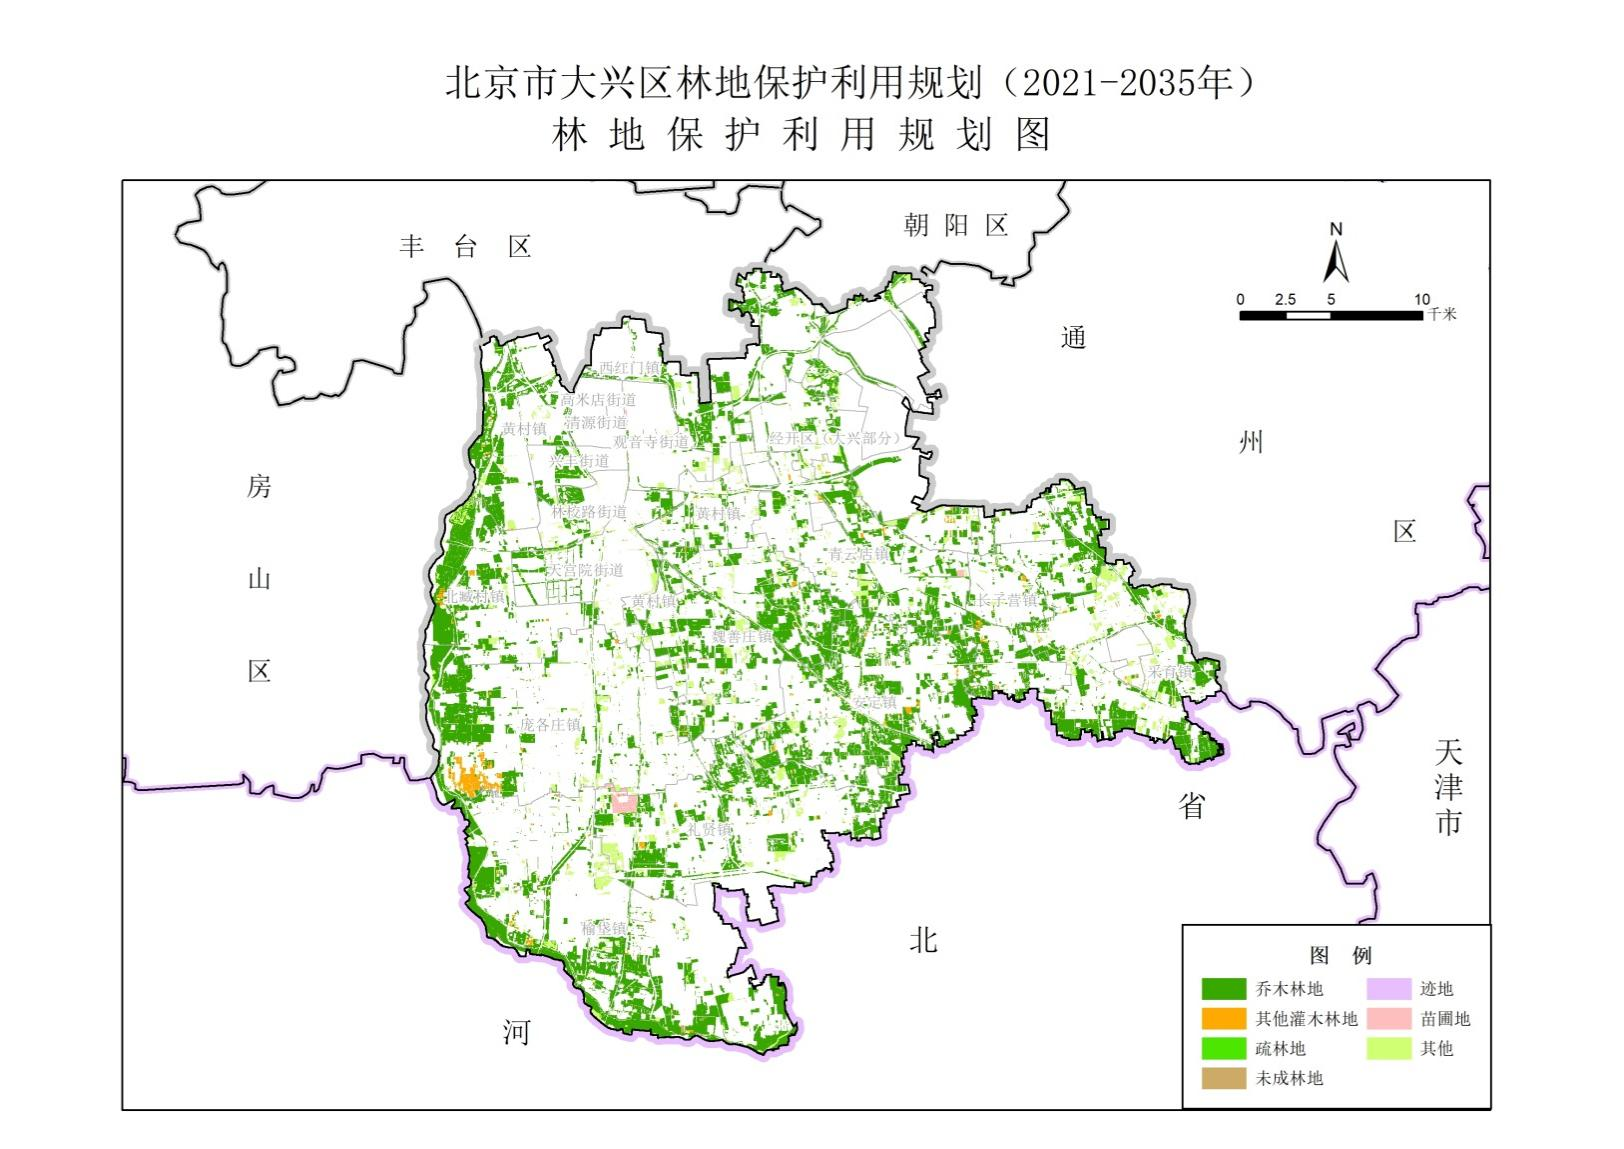 北京市大兴区林地保护利用规划（2021-2035年）
林地保护利用规划图
丰台区
朝阳区
N
0 2.5 5 10
千米
通
州
区
房
山
区
西红门镇
高米店街道
清源街道
黄村镇
观音寺街道
经开区（大兴部分）
兴丰街道
林校路街道
黄村镇
青云店镇
天宫院街道
北臧村镇
黄村镇
长子营镇
魏善庄镇
采育镇
安定镇
庞各庄镇
礼贤镇
榆垡镇
天
津
市
省
北
河
图 例
乔木林地
其他灌木林地
疏林地
未成林地
迹地
苗圃地
其他